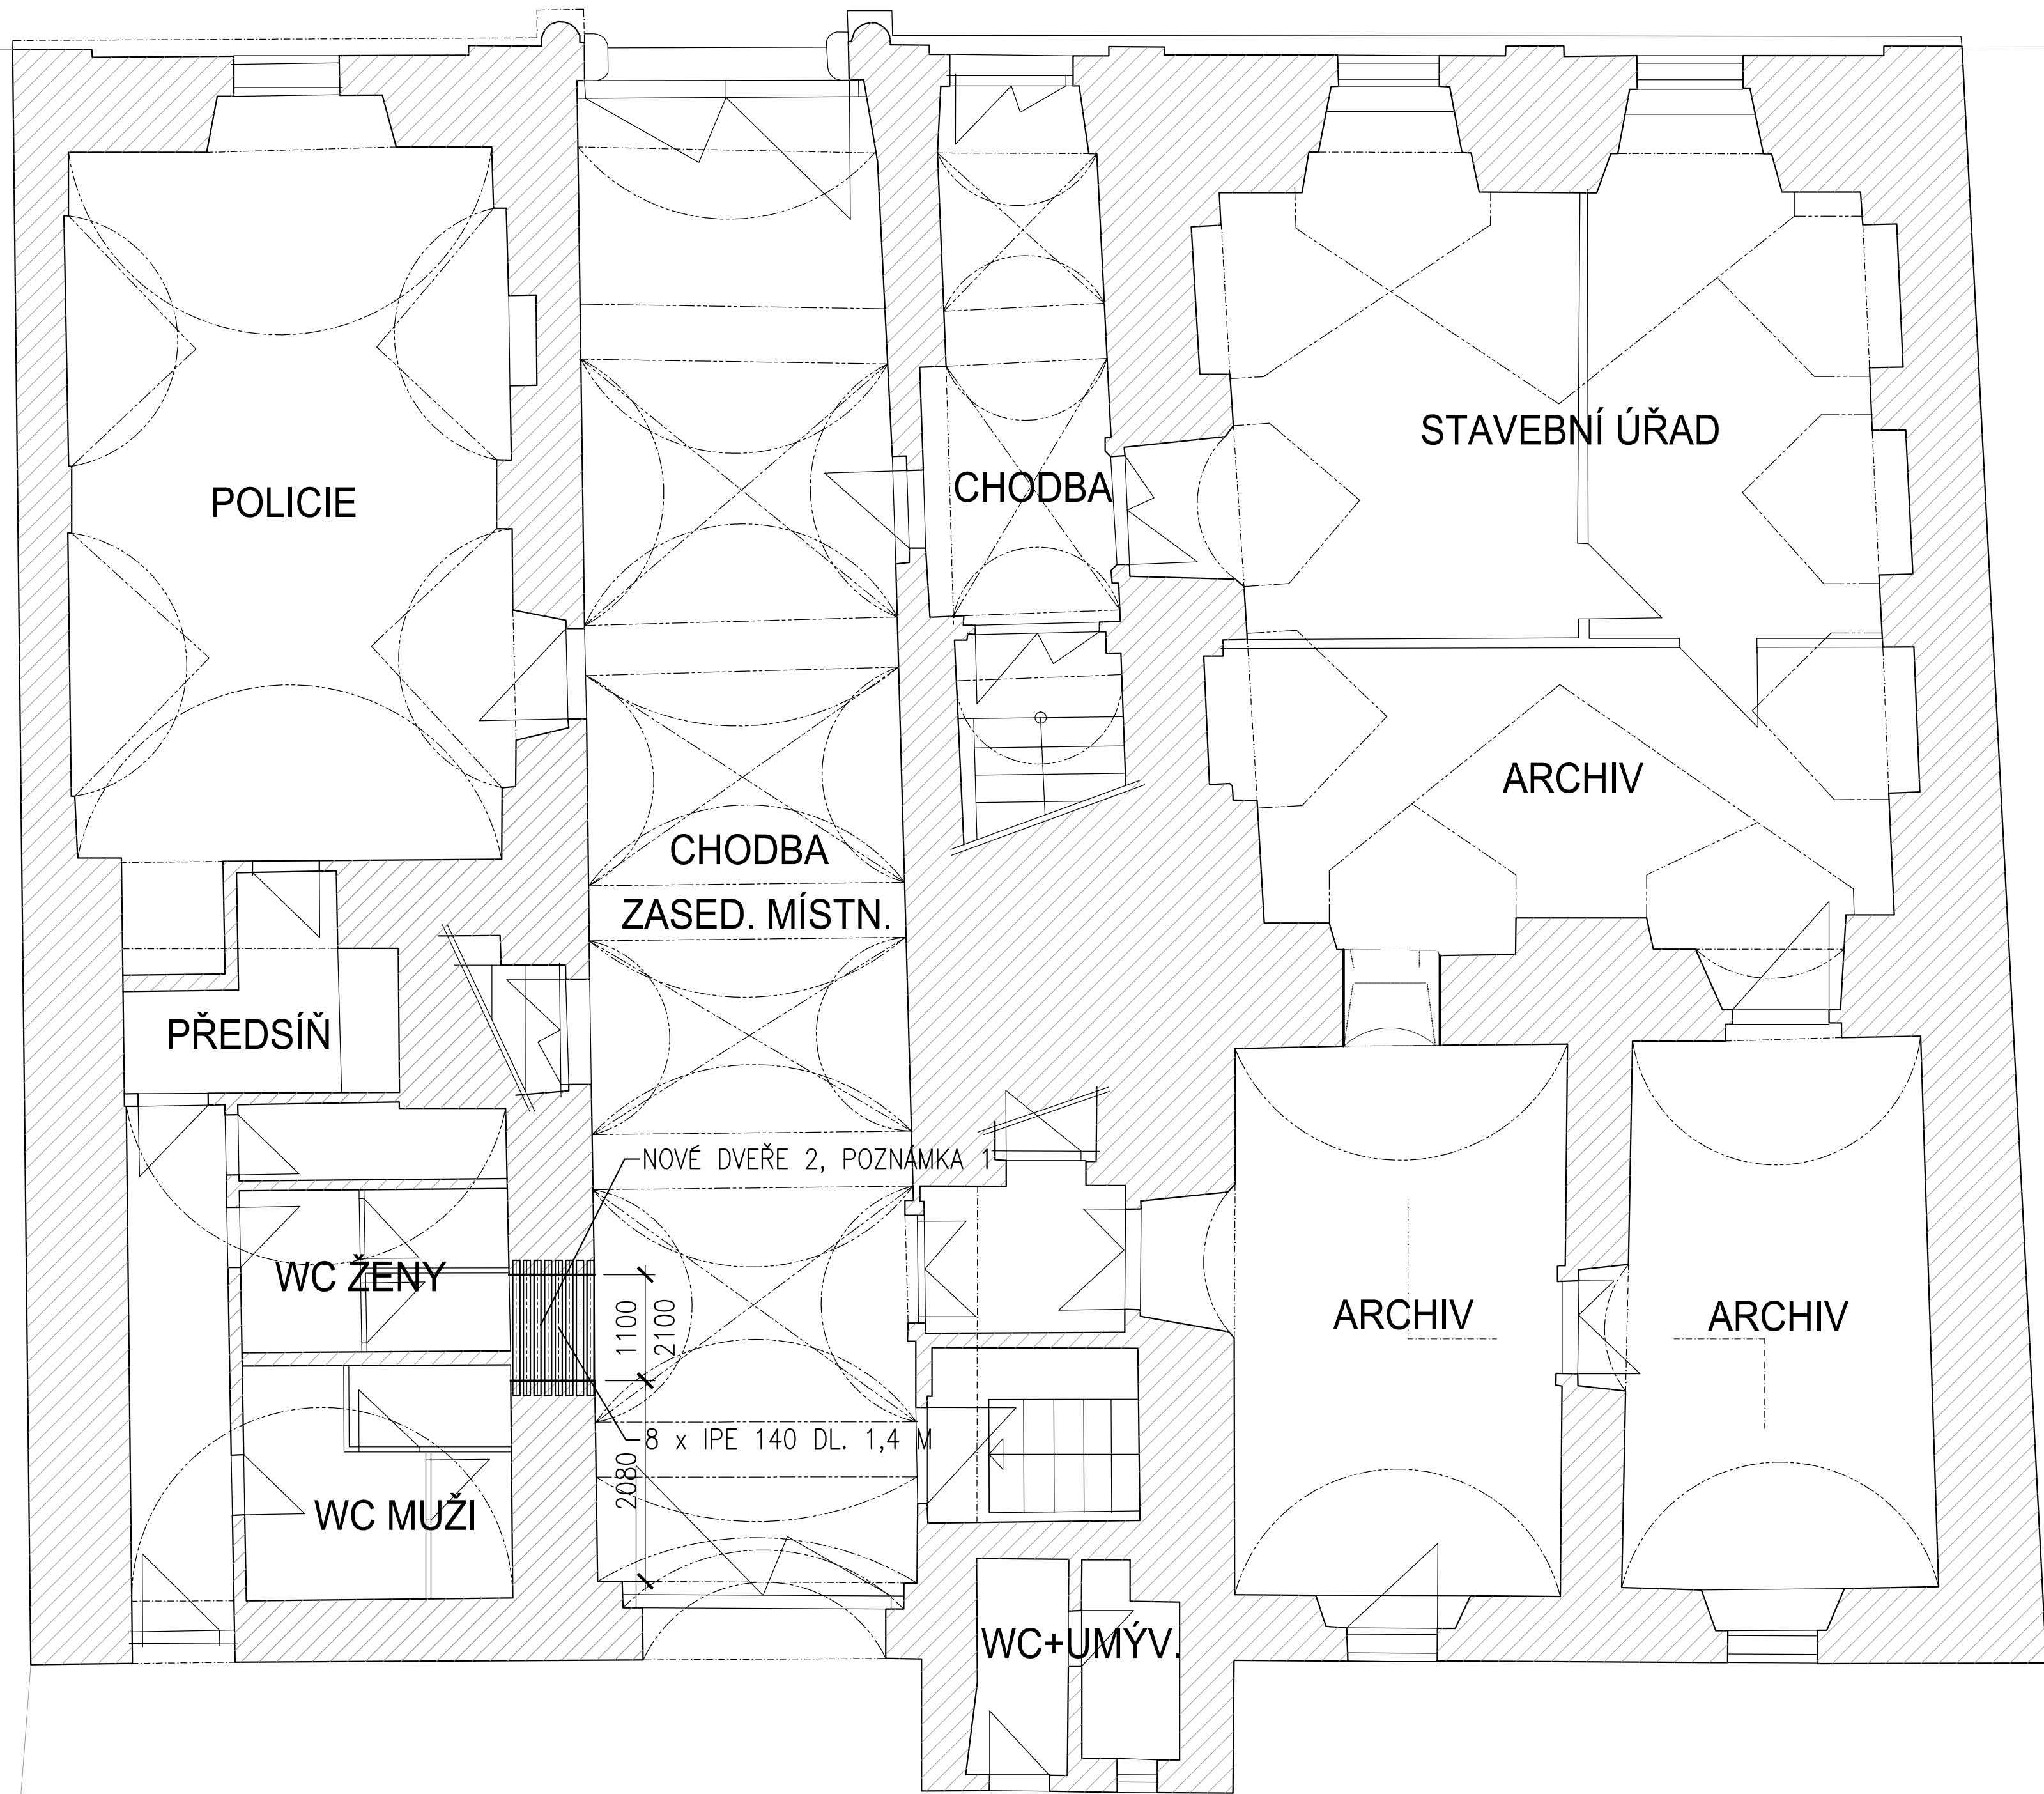 STAVEBNÍ ÚŘAD
POLICIE
CHODBA
ARCHIV
CHODBA
ZASED. MÍSTN.
PŘEDSÍŇ
NOVÉ DVEŘE 2, POZNÁMKA 1
WC ŽENY
1100
2100
ARCHIV
ARCHIV
8 x IPE 140 DL. 1,4 M
2080
WC MUŽI
WC+UMÝV.